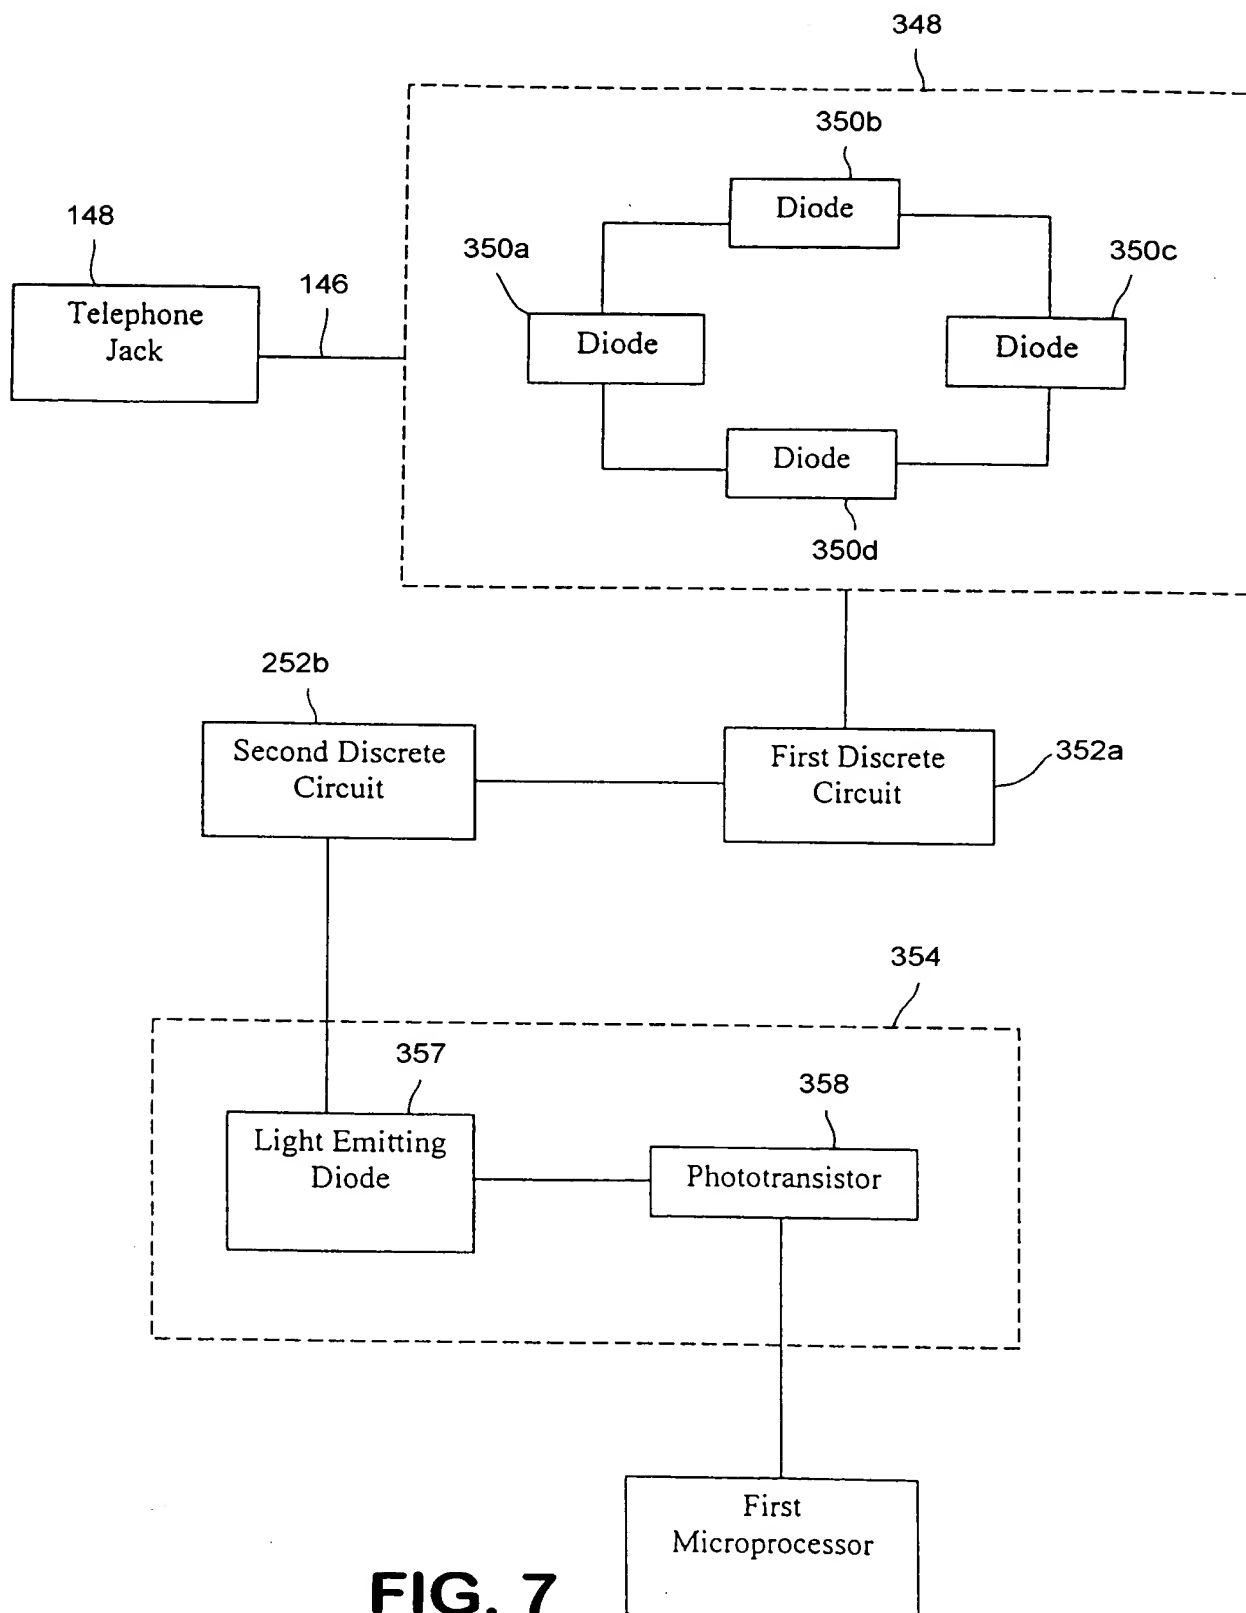 348
350b
Diode
148
350a
350c
146
Telephone
Jack
Diode
Diode
Diode
350d
252b
Second Discrete
Circuit
First Discrete
Circuit
352a
354
357
358
Light Emitting
Diode
Phototransistor
First
Microprocessor
FIG. 7